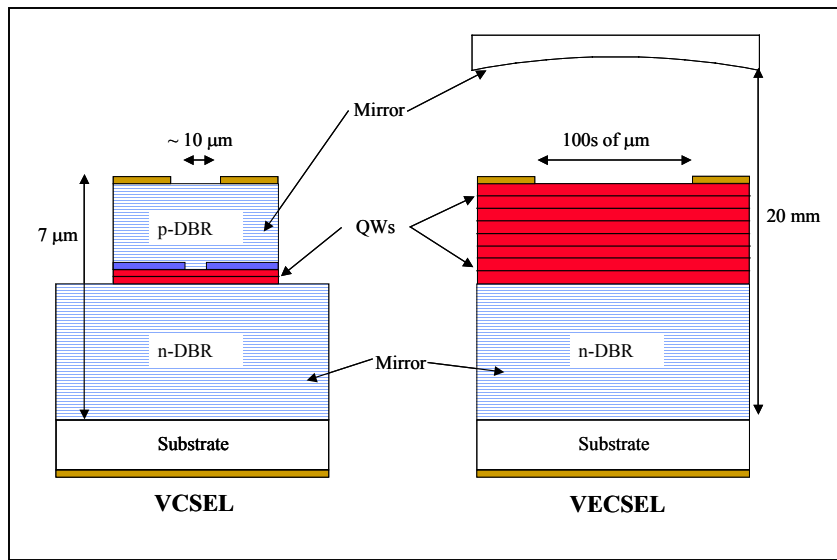 Mirror
~ 10 μm
100s of μm
p-DBR
QWs
7 μm
20 mm
n-DBR
n-DBR
Mirror
Substrate
Substrate
VCSEL
VECSEL